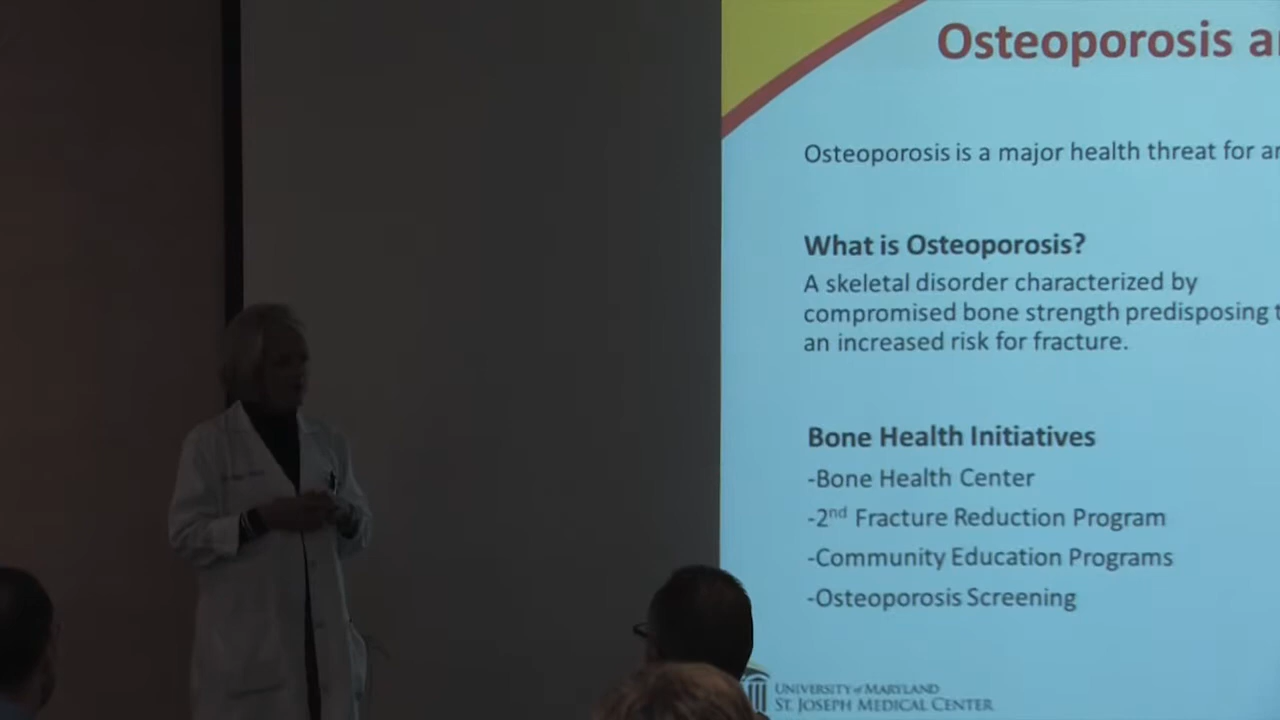 Osteoporosis
Osteoporosis is a major health threat for
What is Osteoporosis?
A skeletal disorder characterized by
compromised bone strength predisposing
an increased risk for fracture.
Bone Health Initiatives
-Bone Health Center
-2nd Fracture Reduction Program
-Community Education Programs
-Osteoporosis Screening
UNIVERSITY of MARYLAND
ST. JOSEPH MEDICAL CENTER